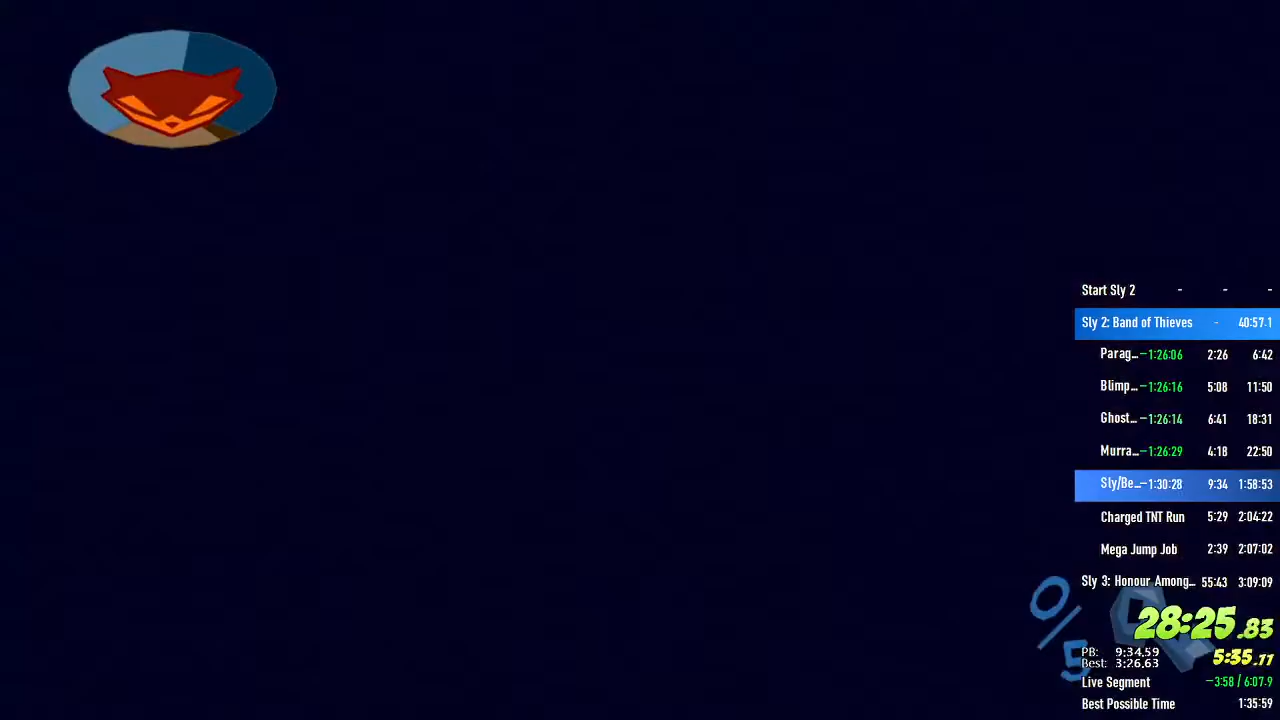 Start Sly 2 - - -
Sly 2: Band of Thieves - 40:57.1
Parag... -1:26:06 2:26 6:42
Blimp... -1:26:16 5:08 11:50
Ghost... -1:26:14 6:41 18:31
Murra... -1:26:29 4:18 22:50
Sly/Be... -1:30:28 9:34 1:58:53
Charged TNT Run 5:29 2:04:22
Mega Jump Job 2:39 2:07:02
Sly 3: Honour Among... 55:43 3:09:09
0/5
28:25.83
PB: 9:34.59
5:35.11
Best: 3:26.63
Live Segment -3:58 / 6:07.9
Best Possible Time 1:35:59